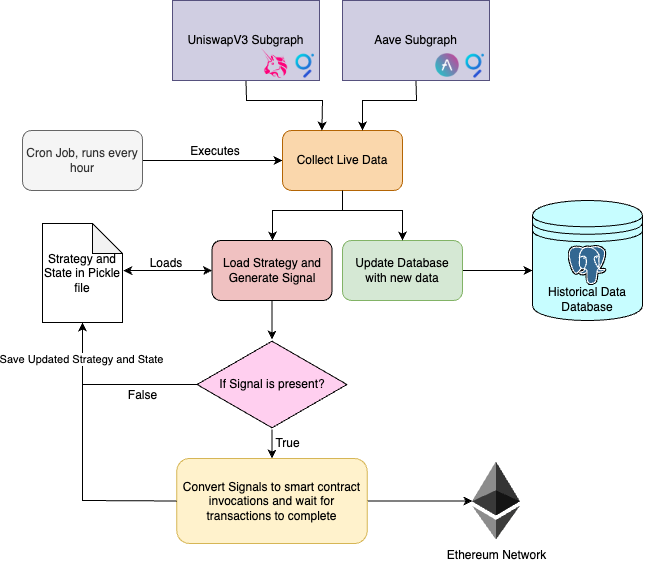 UniswapV3 Subgraph
Aave Subgraph
Cron Job, runs every
hour
Executes
Collect Live Data
Strategy and
State in Pickle
file
Loads
Load Strategy and
Generate Signal
Update Database
with new data
Historical Data
Database
Save Updated Strategy and State
If Signal is present?
False
True
Convert Signals to smart contract
invocations and wait for
transactions to complete
Ethereum Network